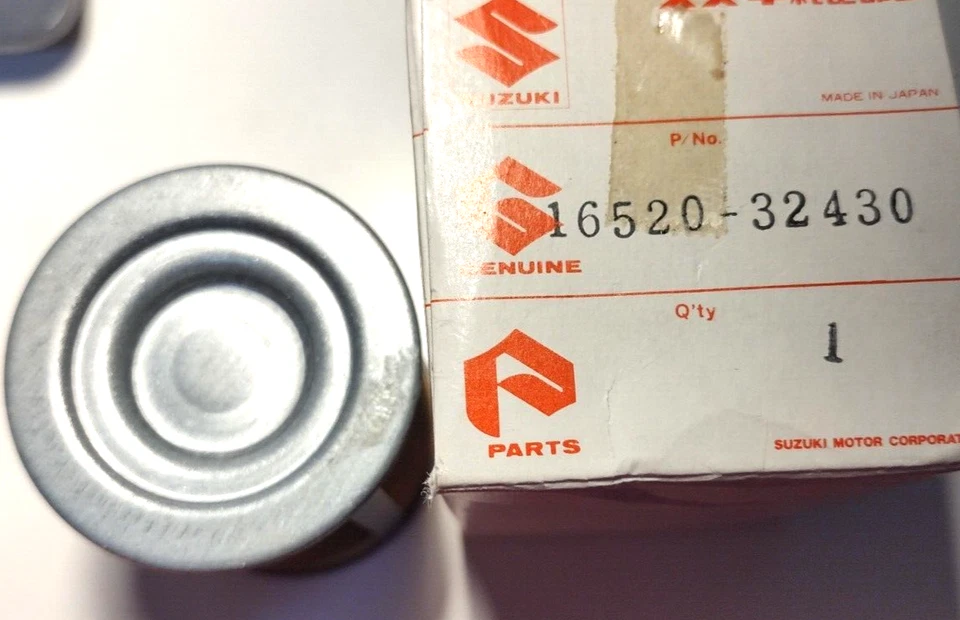 SUZUKI
MADE IN JAPAN
P/No.
16520-32430
GENUINE
Q'ty
1
PARTS
SUZUKI MOTOR CORPORAT